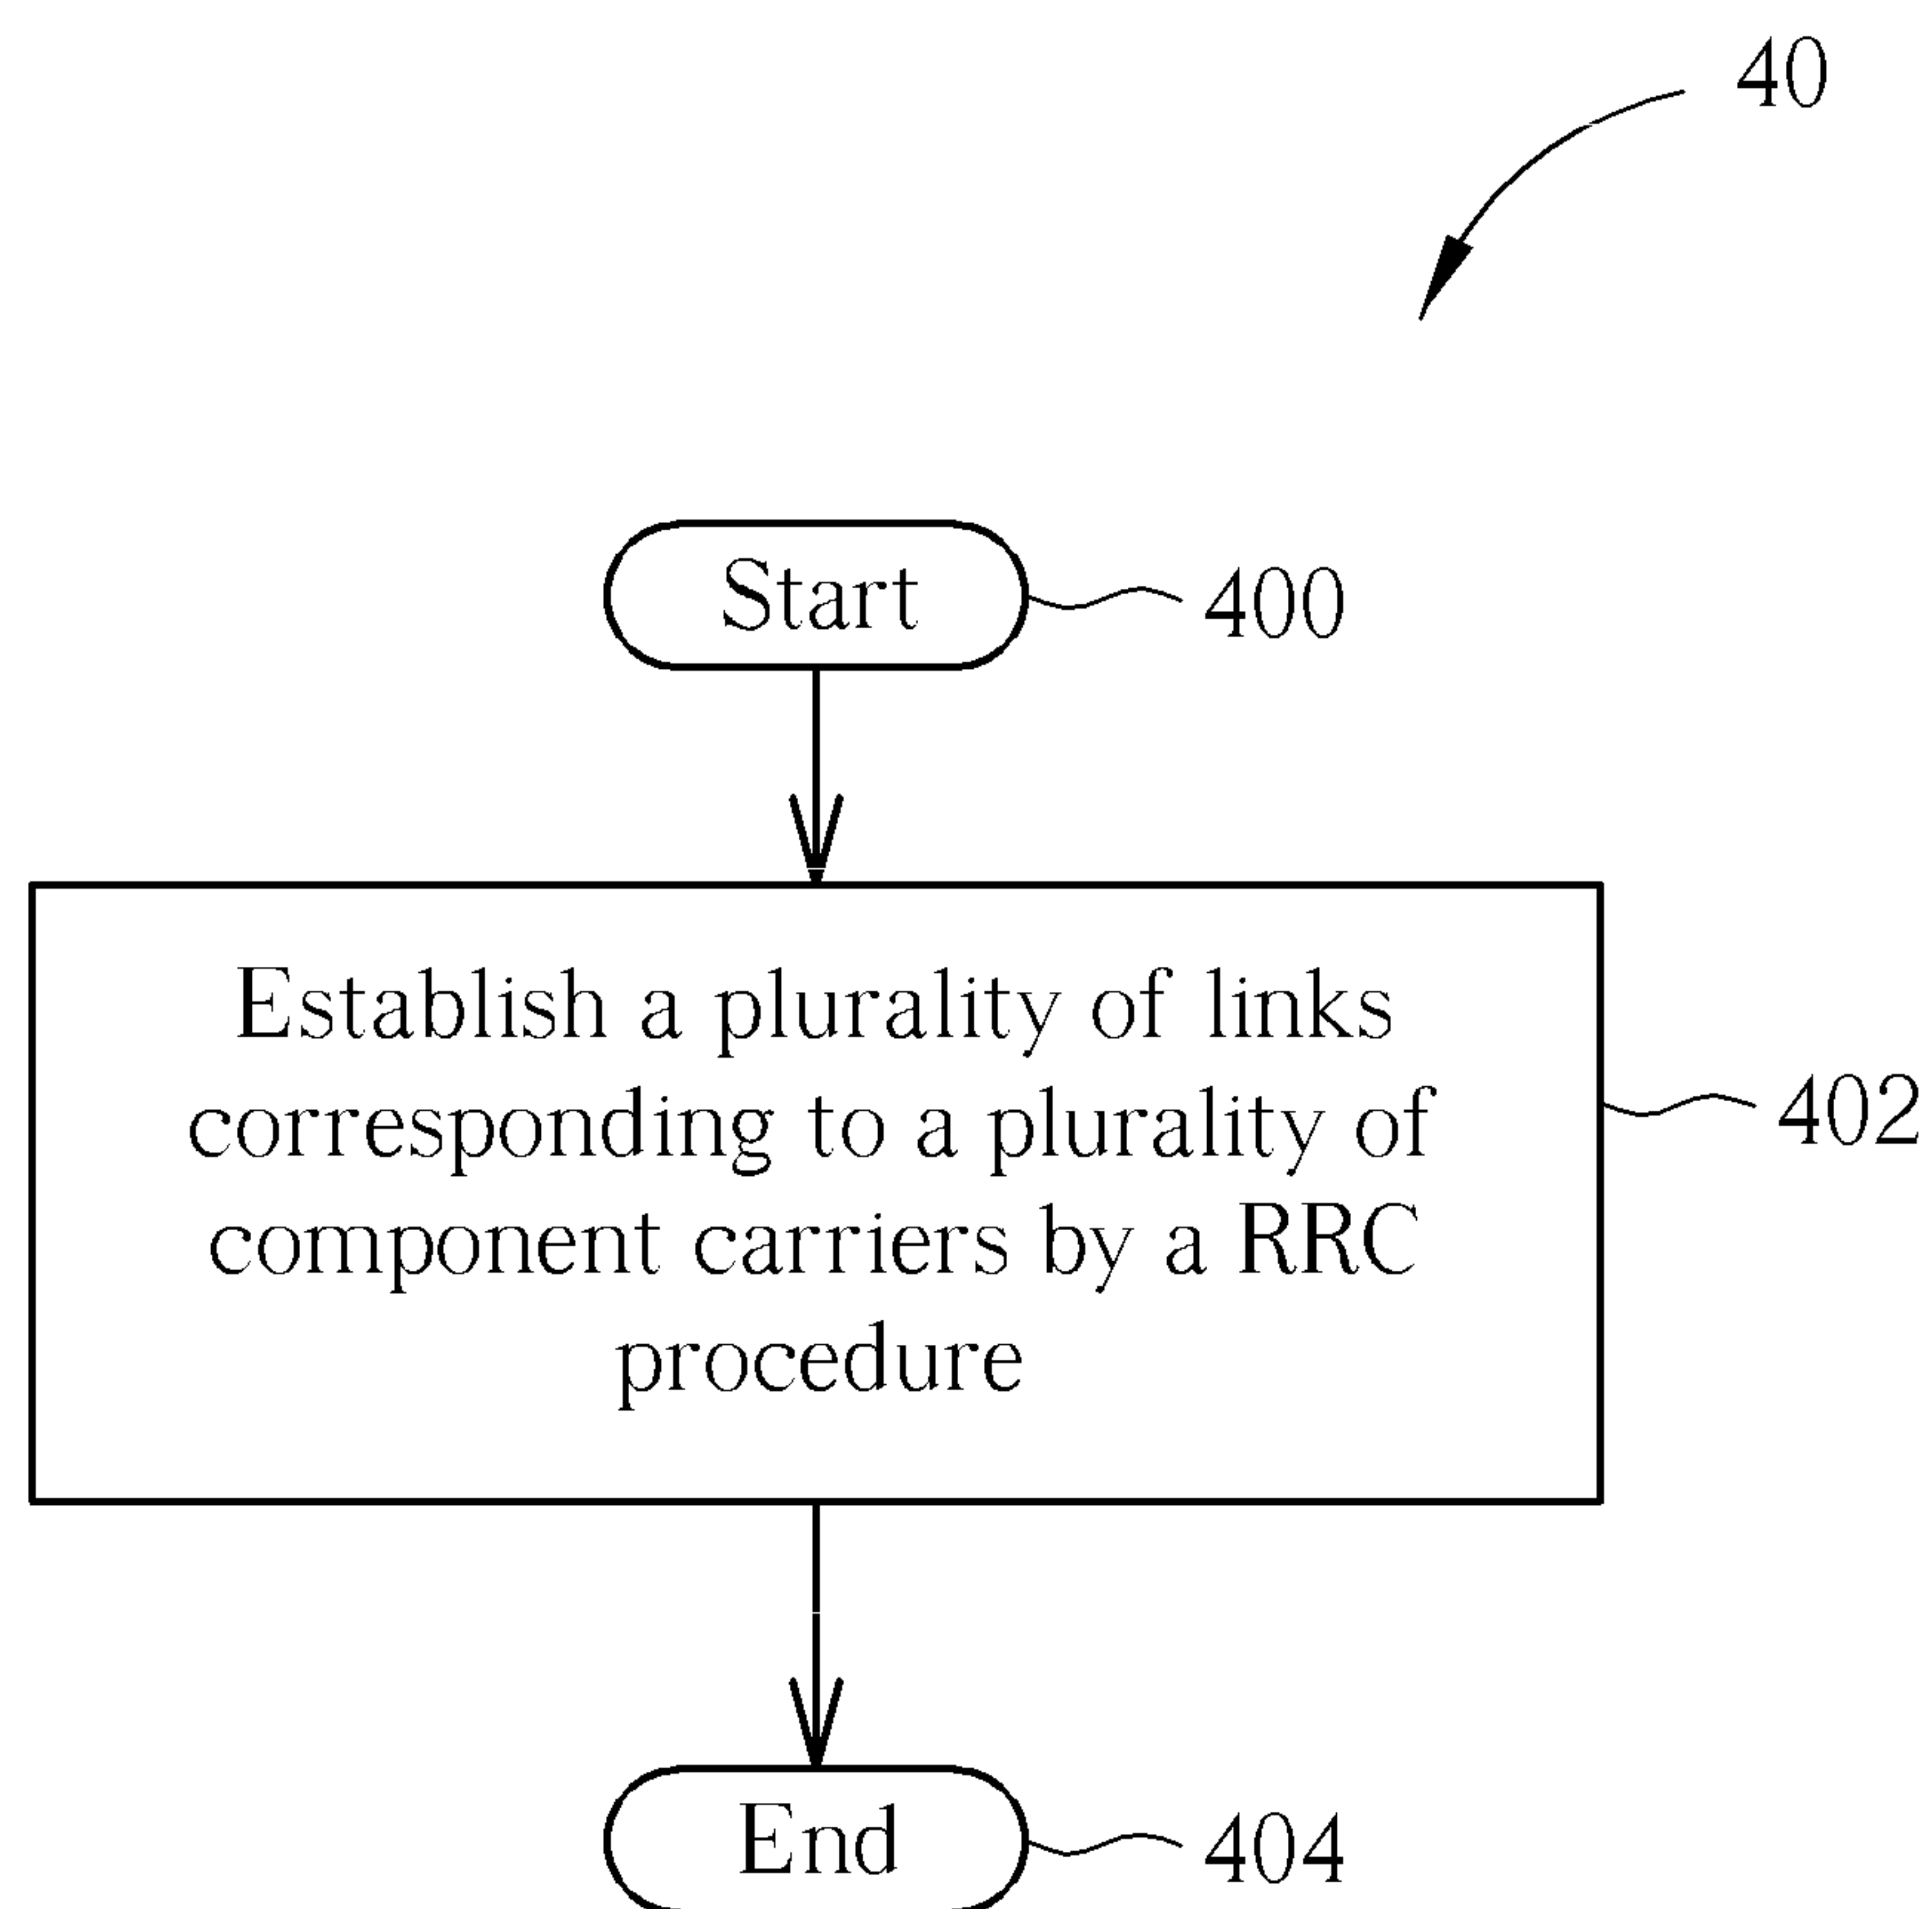 40
Start
400
Establish a plurality of links
corresponding to a plurality of
component carriers by a RRC
procedure
402
End
404